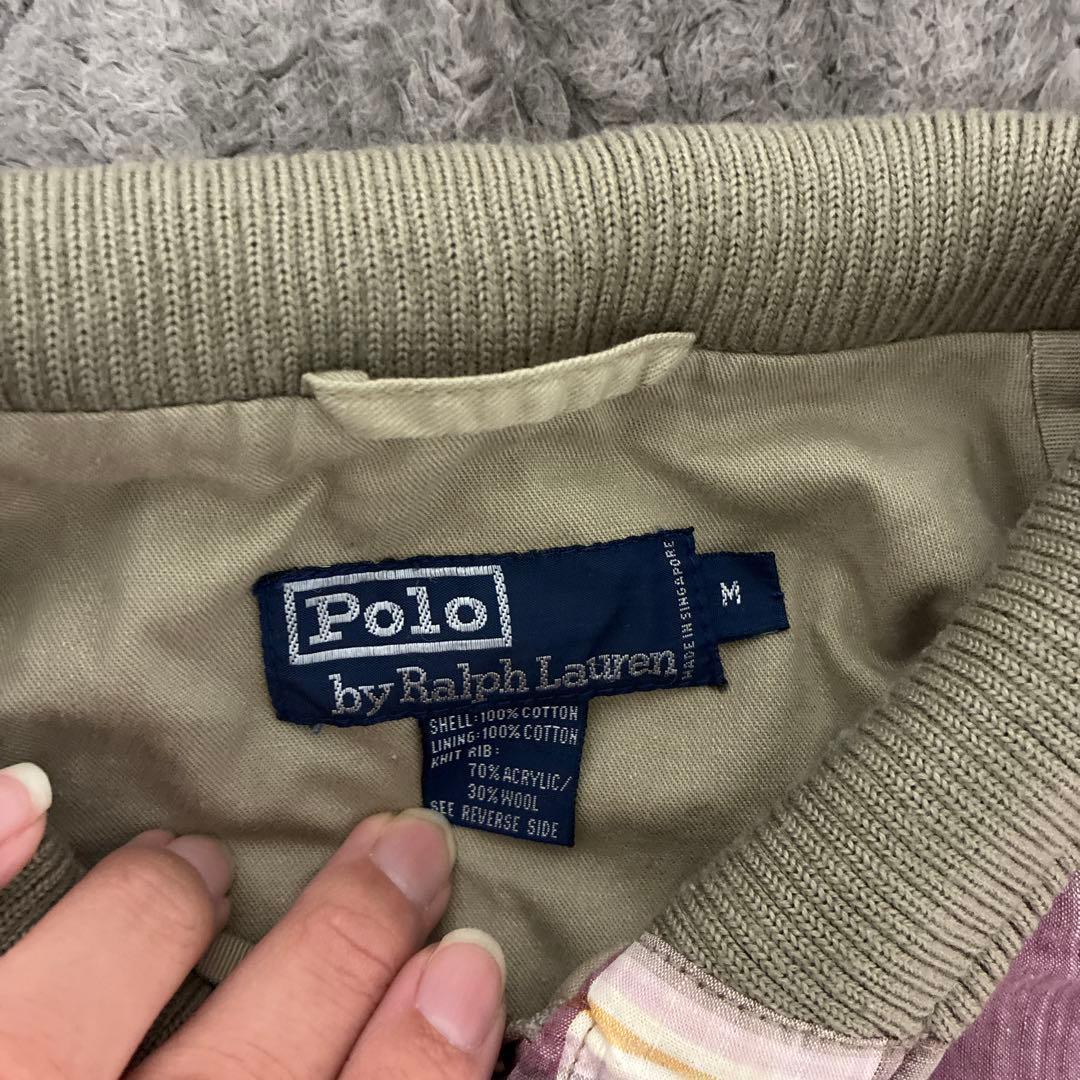 Polo
by Ralph Lauren
MADE IN SINGAPORE
M
SHELL: 100% COTTON
LINING: 100% COTTON
KNIT RIB:
70% ACRYLIC/
30% WOOL
SEE REVERSE SIDE